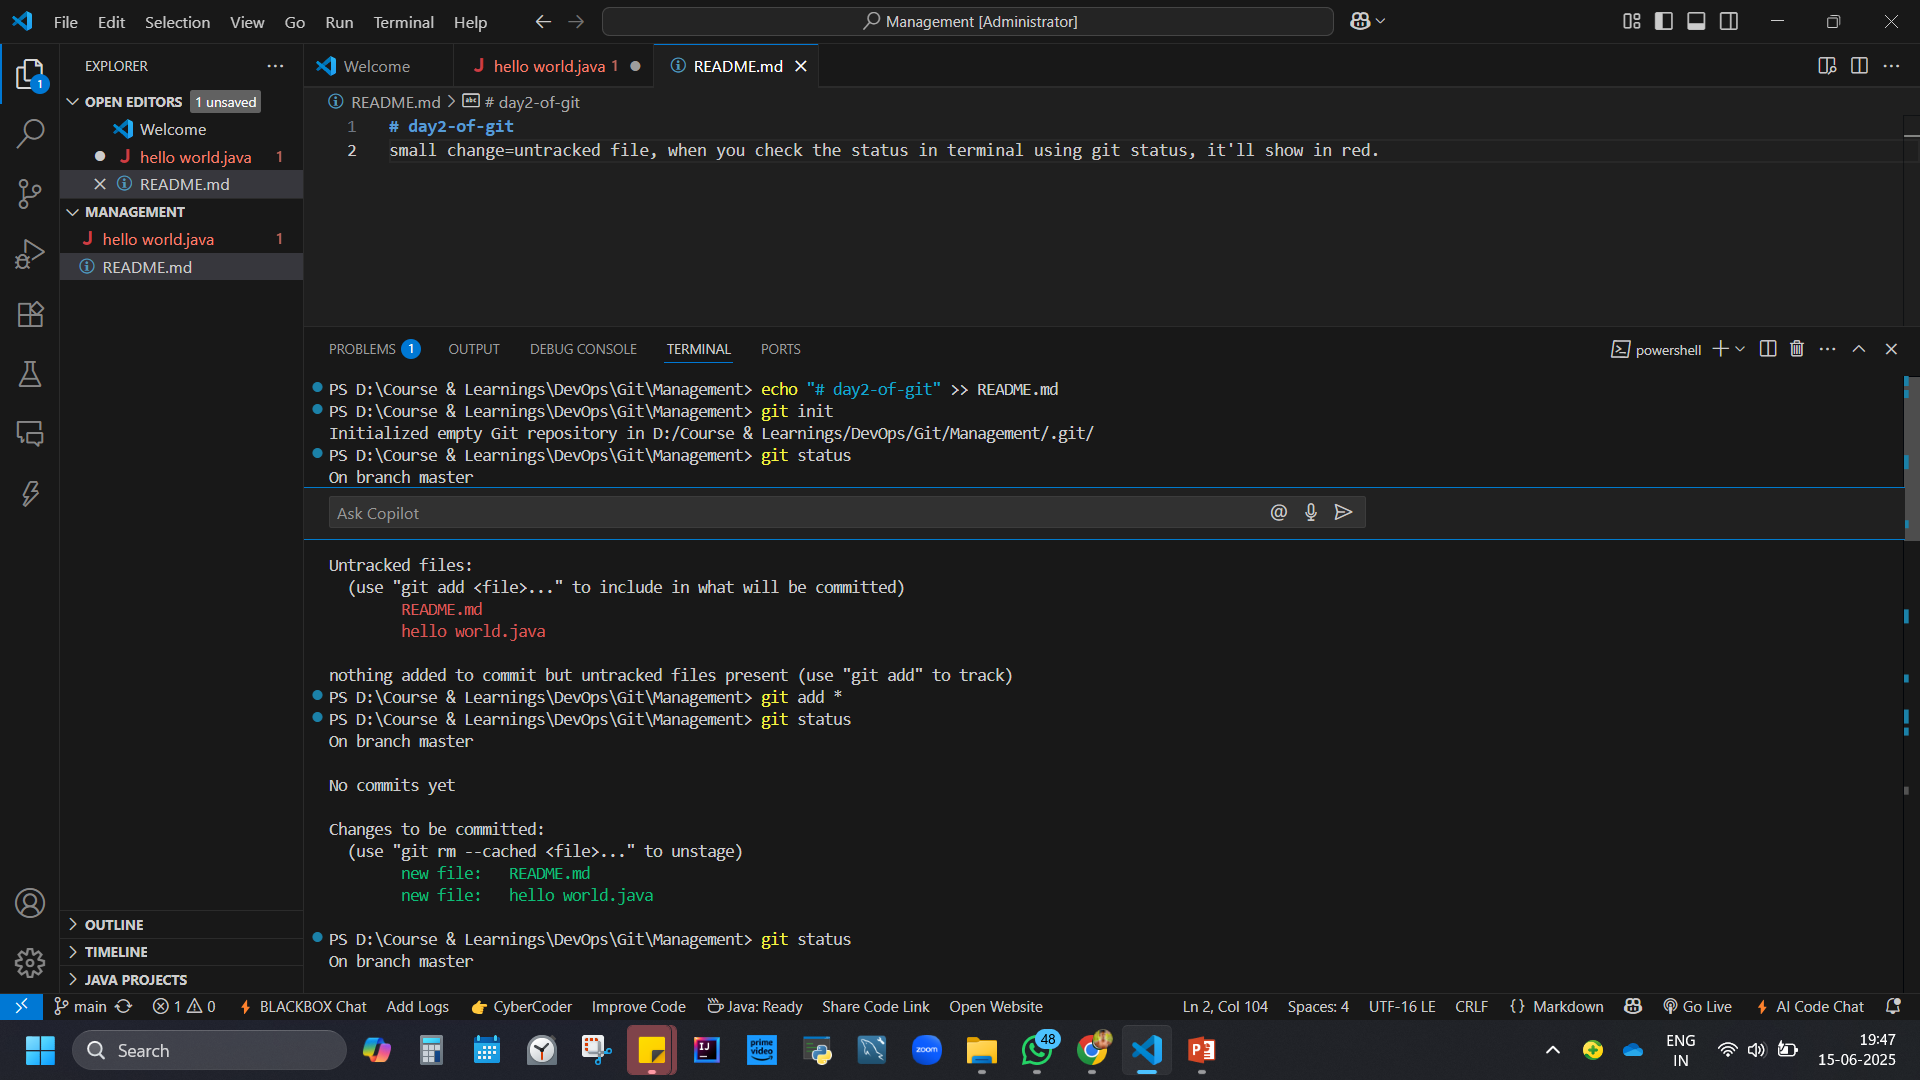 File Edit Selection View Go Run Terminal Help
Management [Administrator]
EXPLORER
OPEN EDITORS 1 unsaved
Welcome
hello world.java 1
README.md
MANAGEMENT
hello world.java 1
README.md
OUTLINE
TIMELINE
JAVA PROJECTS
Welcome hello world.java 1 README.md
README.md > # day2-of-git
1 # day2-of-git
2 small change=untracked file, when you check the status in terminal using git status, it'll show in red.
PROBLEMS 1 OUTPUT DEBUG CONSOLE TERMINAL PORTS
powershell
PS D:\Course & Learnings\DevOps\Git\Management> echo "# day2-of-git" >> README.md
PS D:\Course & Learnings\DevOps\Git\Management> git init
Initialized empty Git repository in D:/Course & Learnings/DevOps/Git/Management/.git/
PS D:\Course & Learnings\DevOps\Git\Management> git status
On branch master
Ask Copilot
Untracked files:
(use "git add <file>..." to include in what will be committed)
README.md
hello world.java
nothing added to commit but untracked files present (use "git add" to track)
PS D:\Course & Learnings\DevOps\Git\Management> git add *
PS D:\Course & Learnings\DevOps\Git\Management> git status
On branch master
No commits yet
Changes to be committed:
(use "git rm --cached <file>..." to unstage)
new file: README.md
new file: hello world.java
PS D:\Course & Learnings\DevOps\Git\Management> git status
On branch master
main 1 0 BLACKBOX Chat Add Logs CyberCoder Improve Code Java: Ready Share Code Link Open Website
Ln 2, Col 104 Spaces: 4 UTF-16 LE CRLF {} Markdown Go Live AI Code Chat
Search
prime video
zoom
48
ENG
IN
19:47
15-06-2025